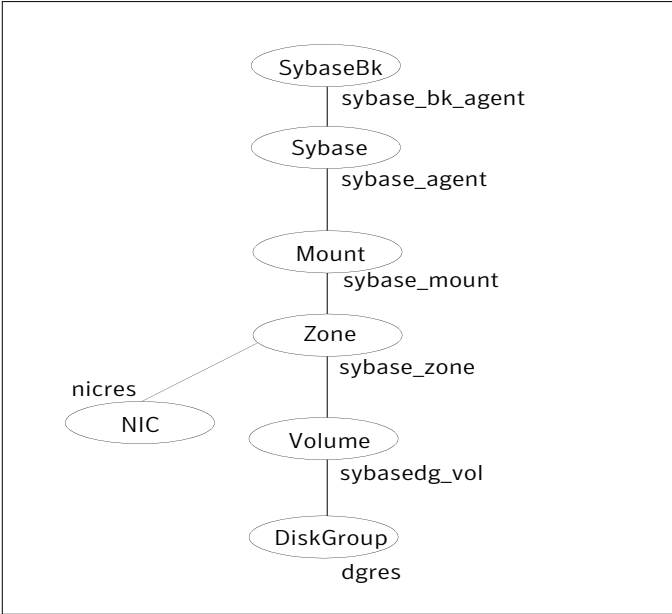 SybaseBk
sybase_bk_agent
Sybase
sybase_agent
Mount
sybase_mount
Zone
sybase_zone
nicres
NIC
Volume
sybasedg_vol
DiskGroup
dgres